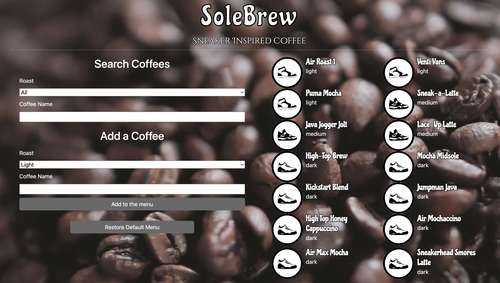 SoleBrew
Sneaker Inspired Coffee
Search Coffees
Roast
All
Coffee Name
Add a Coffee
Roast
Light
Coffee Name
Add to the menu
Restore Default Menu
Air Roast 1
light
Venti Vans
light
Puma Mocha
light
Sneak-a-Latte
medium
Java Jogger Jolt
medium
Lace-Up Latte
medium
High-Top Brew
dark
Mocha Midsole
dark
Kickstart Blend
dark
Jumpman Java
dark
High Top Honey
Cappuccino
dark
Air Mochaccino
dark
Air Max Mocha
dark
Sneakerhead Smores
Latte
dark